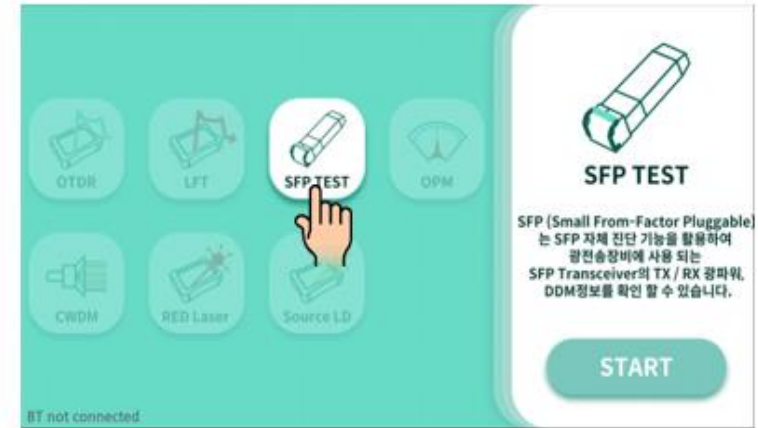 OTDR
LFT
SFP TEST
OPM
CWDM
RED Laser
Source LD
BT not connected
SFP TEST
SFP (Small From-Factor Pluggable)
는 SFP 자체 진단 기능을 활용하여
광전송장비에 사용 되는
SFP Transceiver의 TX / RX 광파워,
DDM정보를 확인 할 수 있습니다.
START